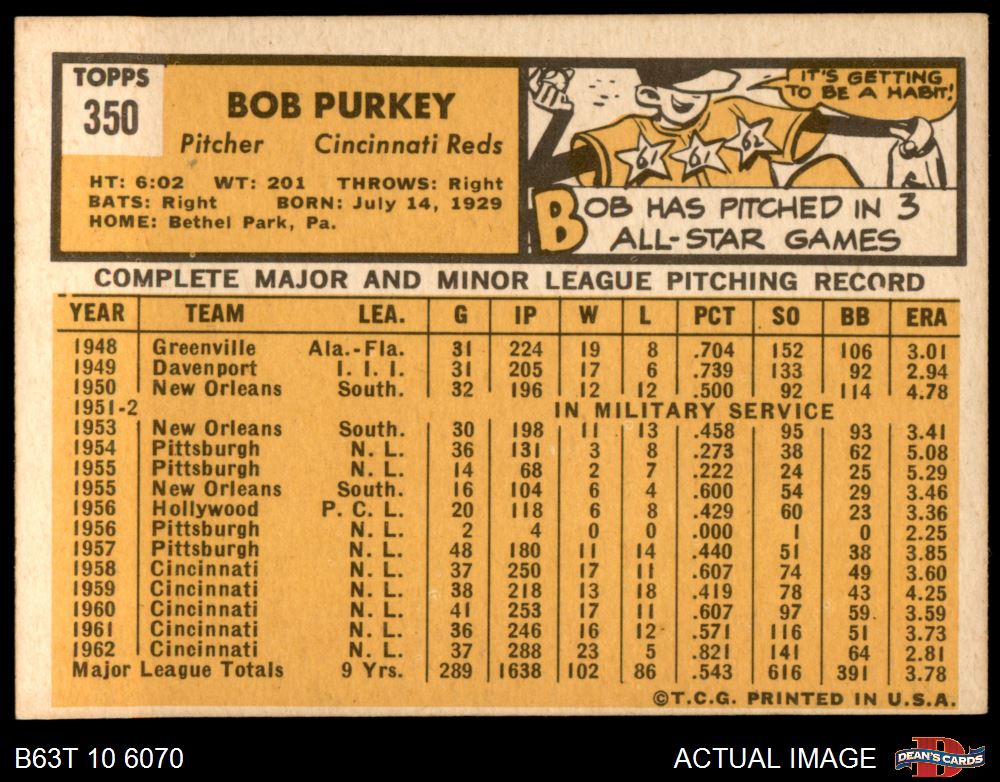 TOPPS
350
BOB PURKEY
Pitcher Cincinnati Reds
HT: 6:02 WT: 201 THROWS: Right
BATS: Right BORN: July 14, 1929
HOME: Bethel Park, Pa.
IT'S GETTING
TO BE A HABIT!
61 61 62
BOB HAS PITCHED IN 3
ALL-STAR GAMES
COMPLETE MAJOR AND MINOR LEAGUE PITCHING RECORD
YEAR TEAM LEA. G IP W L PCT SO BB ERA
1948 Greenville Ala.-Fla. 31 224 19 8 .704 152 106 3.01
1949 Davenport I. I. I. 31 205 17 6 .739 133 92 2.94
1950 New Orleans South. 32 196 12 12 .500 92 114 4.78
1951-2 IN MILITARY SERVICE
1953 New Orleans South. 30 198 11 13 .458 95 93 3.41
1954 Pittsburgh N. L. 36 131 3 8 .273 38 62 5.08
1955 Pittsburgh N. L. 14 68 2 7 .222 24 25 5.29
1955 New Orleans South. 16 104 6 4 .600 54 29 3.46
1956 Hollywood P. C. L. 20 118 6 8 .429 60 23 3.36
1956 Pittsburgh N. L. 2 4 0 0 .000 1 0 2.25
1957 Pittsburgh N. L. 48 180 11 14 .440 51 38 3.85
1958 Cincinnati N. L. 37 250 17 11 .607 74 49 3.60
1959 Cincinnati N. L. 38 218 13 18 .419 78 43 4.25
1960 Cincinnati N. L. 41 253 17 11 .607 97 59 3.59
1961 Cincinnati N. L. 36 246 16 12 .571 116 51 3.73
1962 Cincinnati N. L. 37 288 23 5 .821 141 64 2.81
Major League Totals 9 Yrs. 289 1638 102 86 .543 616 391 3.78
©T.C.G. PRINTED IN U.S.A.
B63T 10 6070 ACTUAL IMAGE DEAN'S CARDS